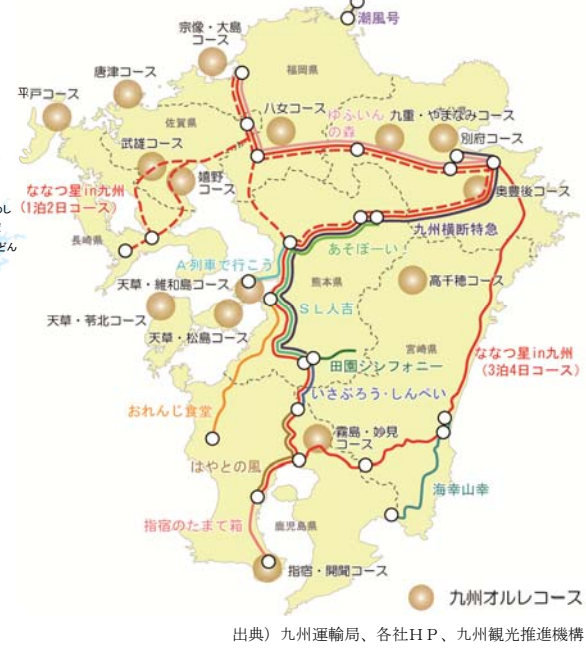 潮風号
宗像・大島
コース
福岡県
唐津コース
平戸コース
佐賀県
八女コース
ゆふいん
の森
九重・やまなみコース
別府コース
武雄コース
嬉野
コース
ななつ星in九州
(1泊2日コース)
奥豊後コース
長崎県
九州横断特急
あそぼーい!
A列車で行こう
天草・維和島コース
熊本県
高千穂コース
天草・苓北コース
天草・松島コース
SL人吉
宮崎県
ななつ星in九州
(3泊4日コース)
田園シンフォニー
いさぶろう・しんぺい
おれんじ食堂
霧島・妙見
コース
はやとの風
海幸山幸
指宿のたまて箱
鹿児島県
指宿・開聞コース
九州オルレコース
出典）九州運輸局、各社HP、九州観光推進機構